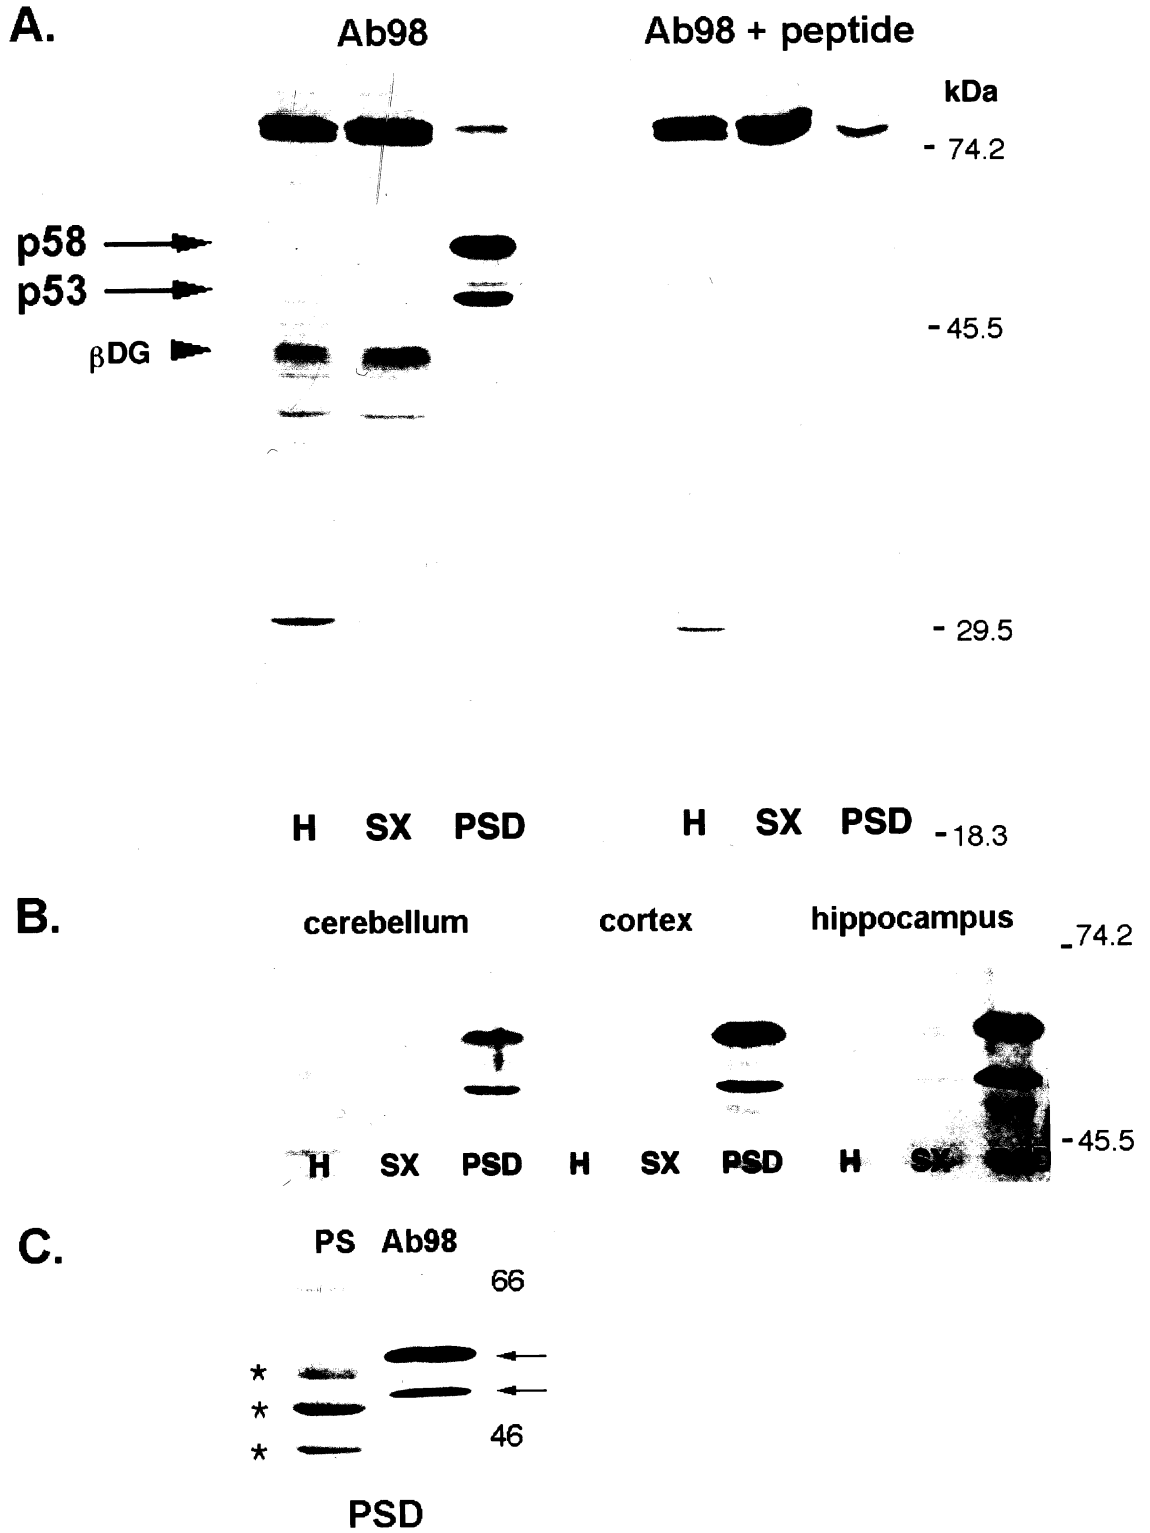 A.
Ab98
Ab98 + peptide
kDa
- 74.2
p58
p53
- 45.5
βDG
- 29.5
H SX PSD
H SX PSD
- 18.3
B.
cerebellum
cortex
hippocampus
- 74.2
- 45.5
H SX PSD H SX PSD H SX
C.
PS Ab98
66
*
*
46
*
PSD